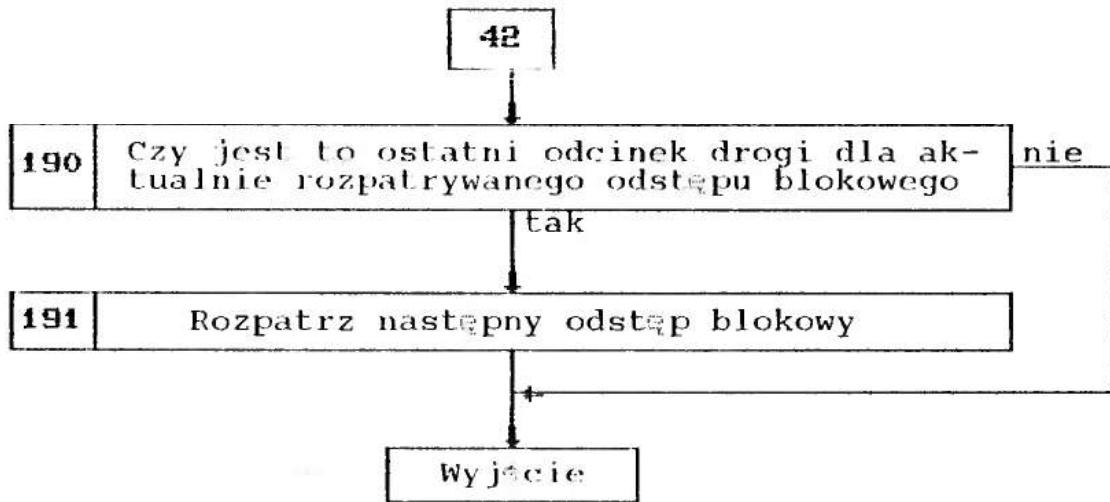 42
190 Czy jest to ostatni odcinek drogi dla ak- nie
tualnie rozpatrywanego odstępu blokowego
tak
191 Rozpatrz następny odstęp blokowy
Wyjście